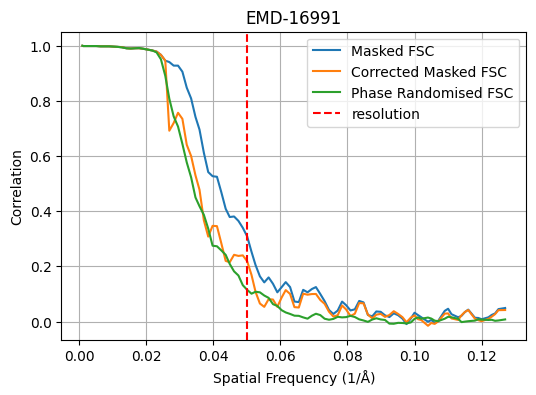 EMD-16991
Masked FSC
Corrected Masked FSC
Phase Randomised FSC
resolution
Correlation
1.0
0.8
0.6
0.4
0.2
0.0
0.00 0.02 0.04 0.06 0.08 0.10 0.12
Spatial Frequency (1/Å)